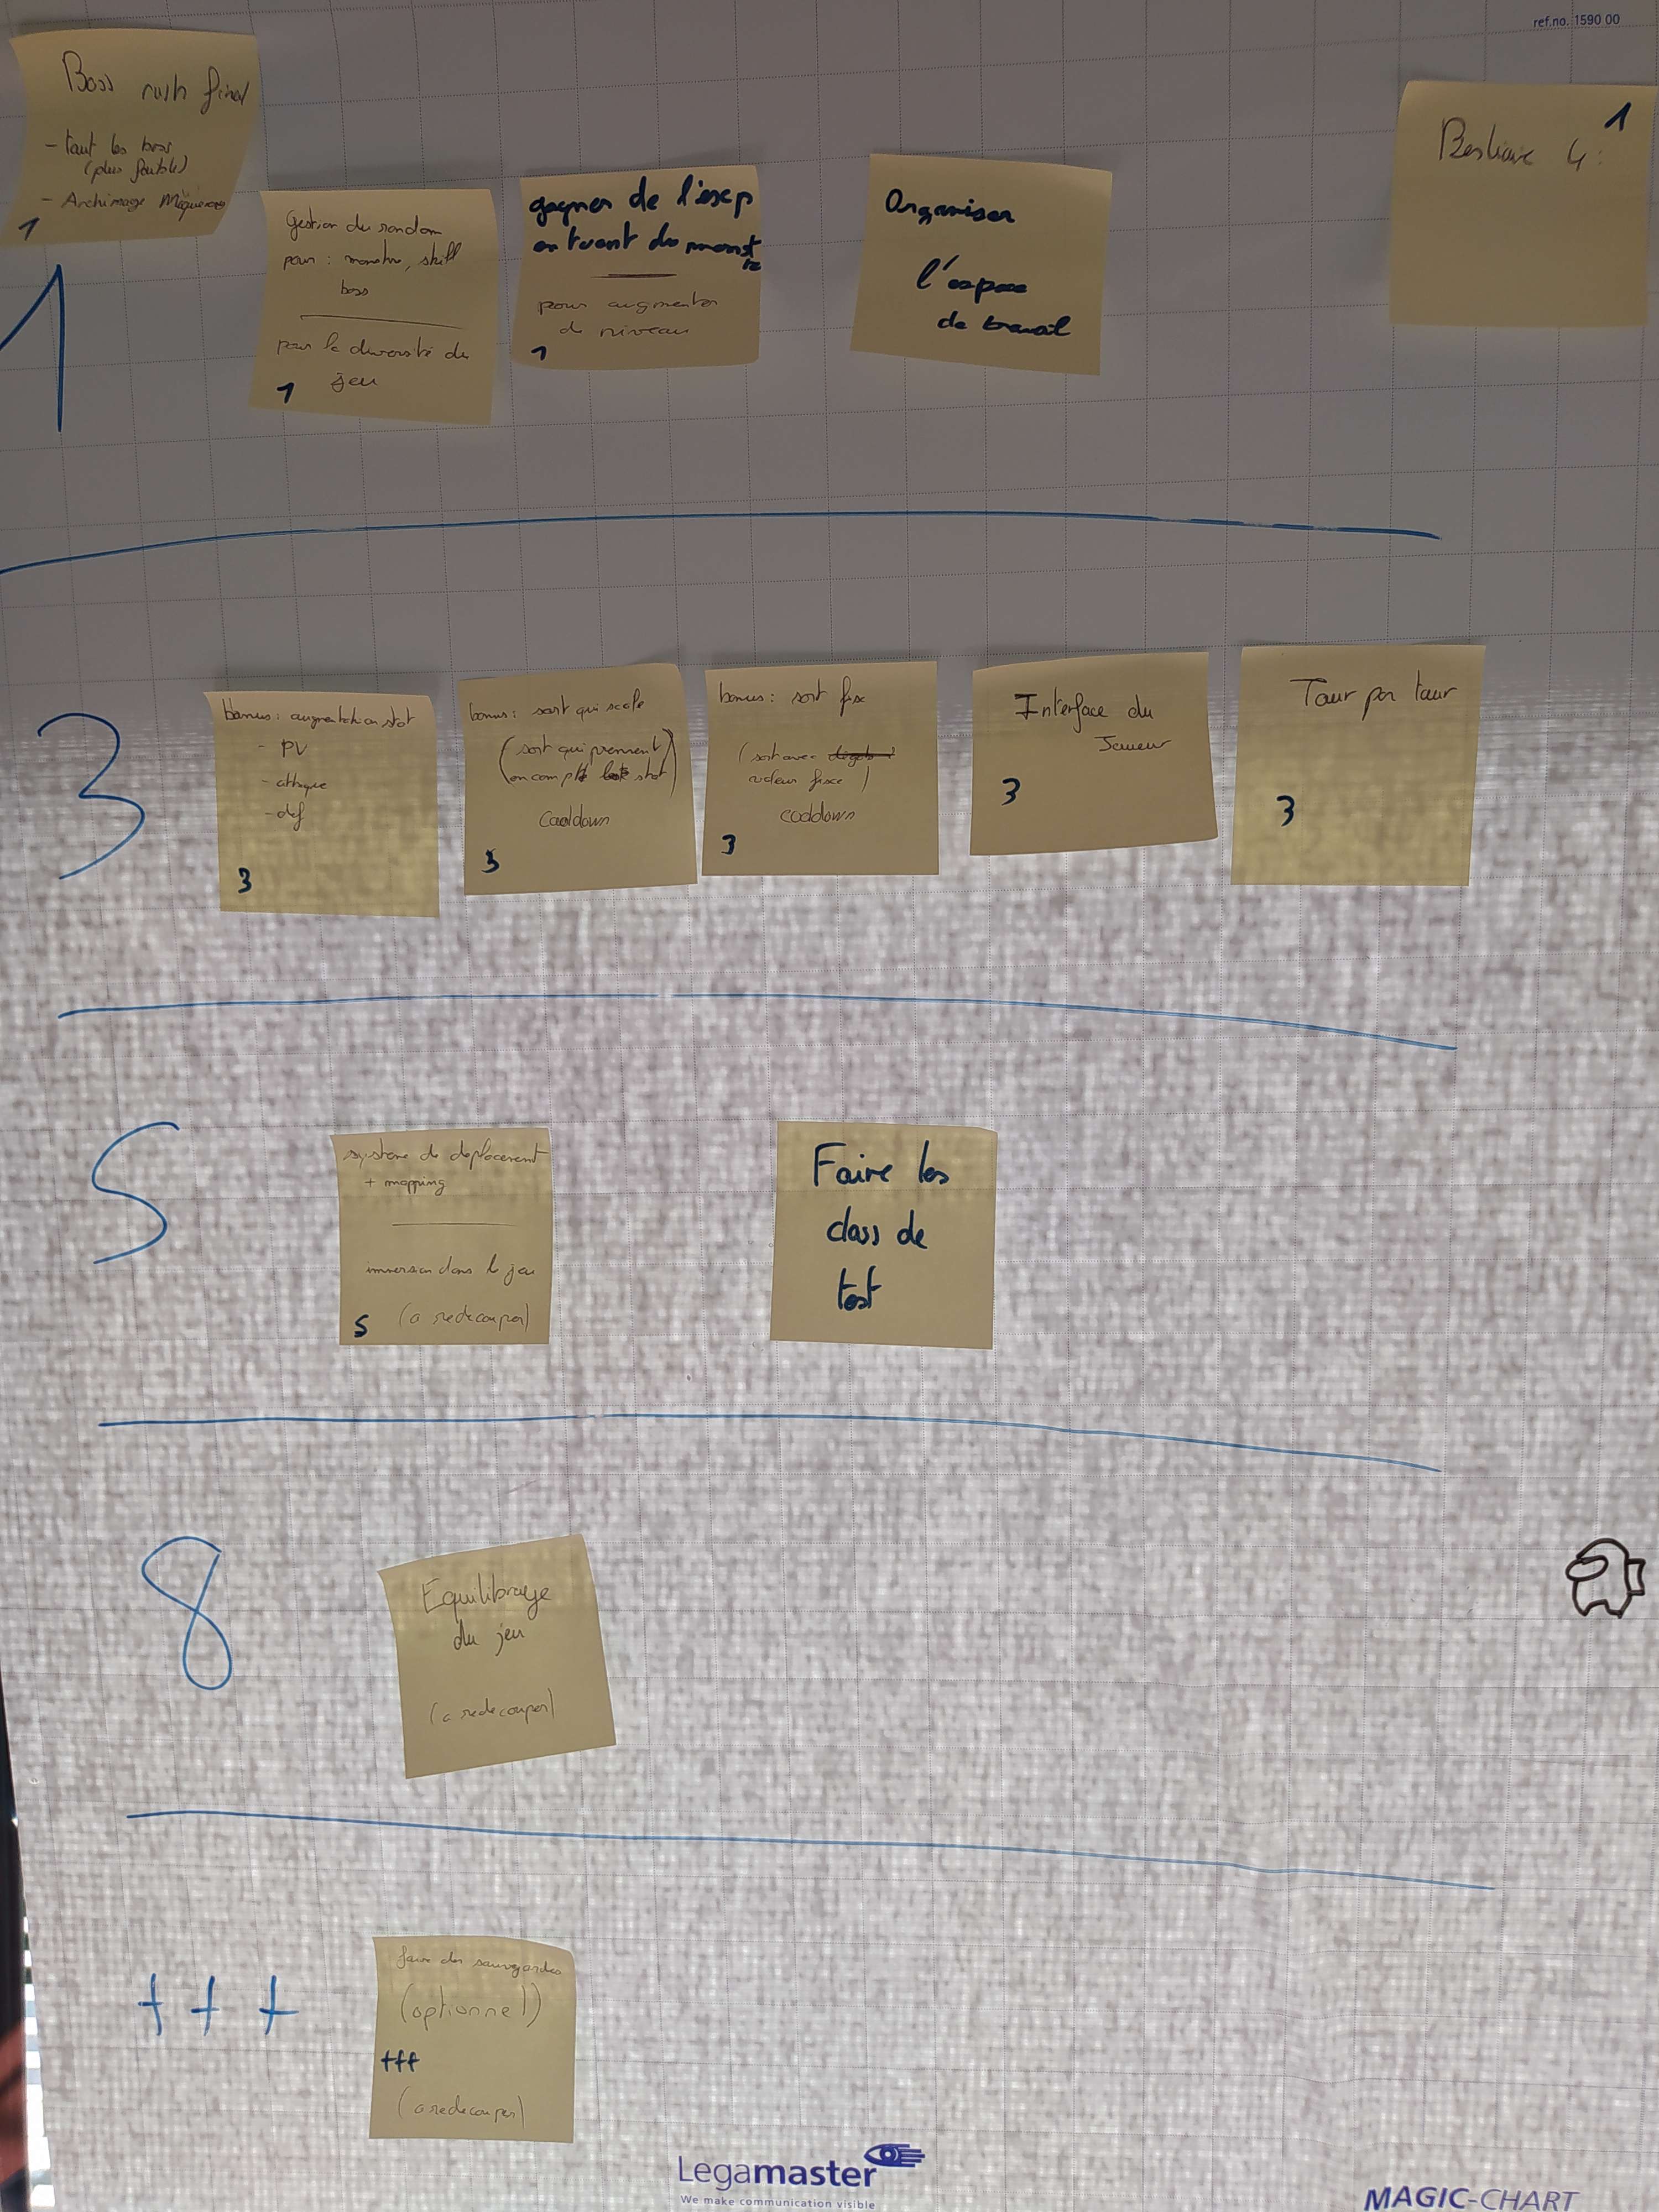 ref.no. 1590 00
Boss rush final
- tout les boss
(plus faible)
- Archimage
1
1
Gestion du random
pour : monstre, skill
boss
pour la diversité du
jeu
1
gagner de l'exp
en tuant des monst
re
pour augmenter
de niveau
1
Organiser
l'espace
de travail
1
Bestiaire 4 :
3
bonus : augmentation stat
- PV
- attaque
- def
3
bonus : sort qui scale
(sort qui prennent
en compte stat)
Cooldown
3
bonus : sort fixe
(sort avec dégats
valeur fixe)
cooldown
3
Interface du
Joueur
3
Tour par tour
3
5
système de deplacement
+ mapping
immersion dans le jeu
5 (a redecouper)
Faire les
class de
test
8
Equilibrage
du jeu
(a redecouper)
+ + +
faire des sauvegardes
(optionnel)
+++
(a redecouper)
Legamaster
We make communication visible
MAGIC-CHART